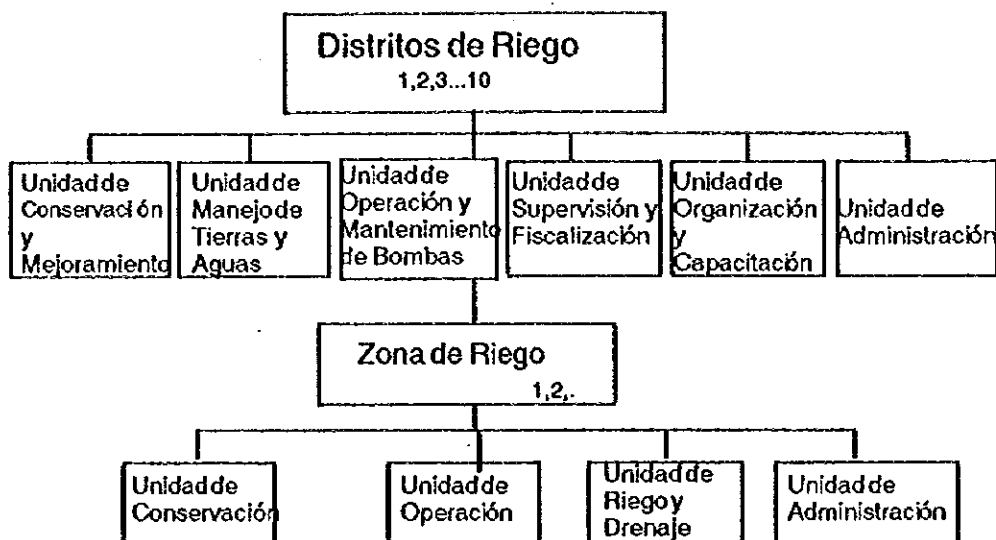 Distritos de Riego
1,2,3...10
Unidad de
Conservación
y
Mejoramiento
Unidad de
Manejo de
Tierras y
Aguas
Unidad de
Operación y
Mantenimiento
de Bombas
Unidad de
Supervisión y
Fiscalización
Unidad de
Organización
y
Capacitación
Unidad de
Administración
Zona de Riego
1,2,.
Unidad de
Conservación
Unidad de
Operación
Unidad de
Riego y
Drenaje
Unidad de
Administración